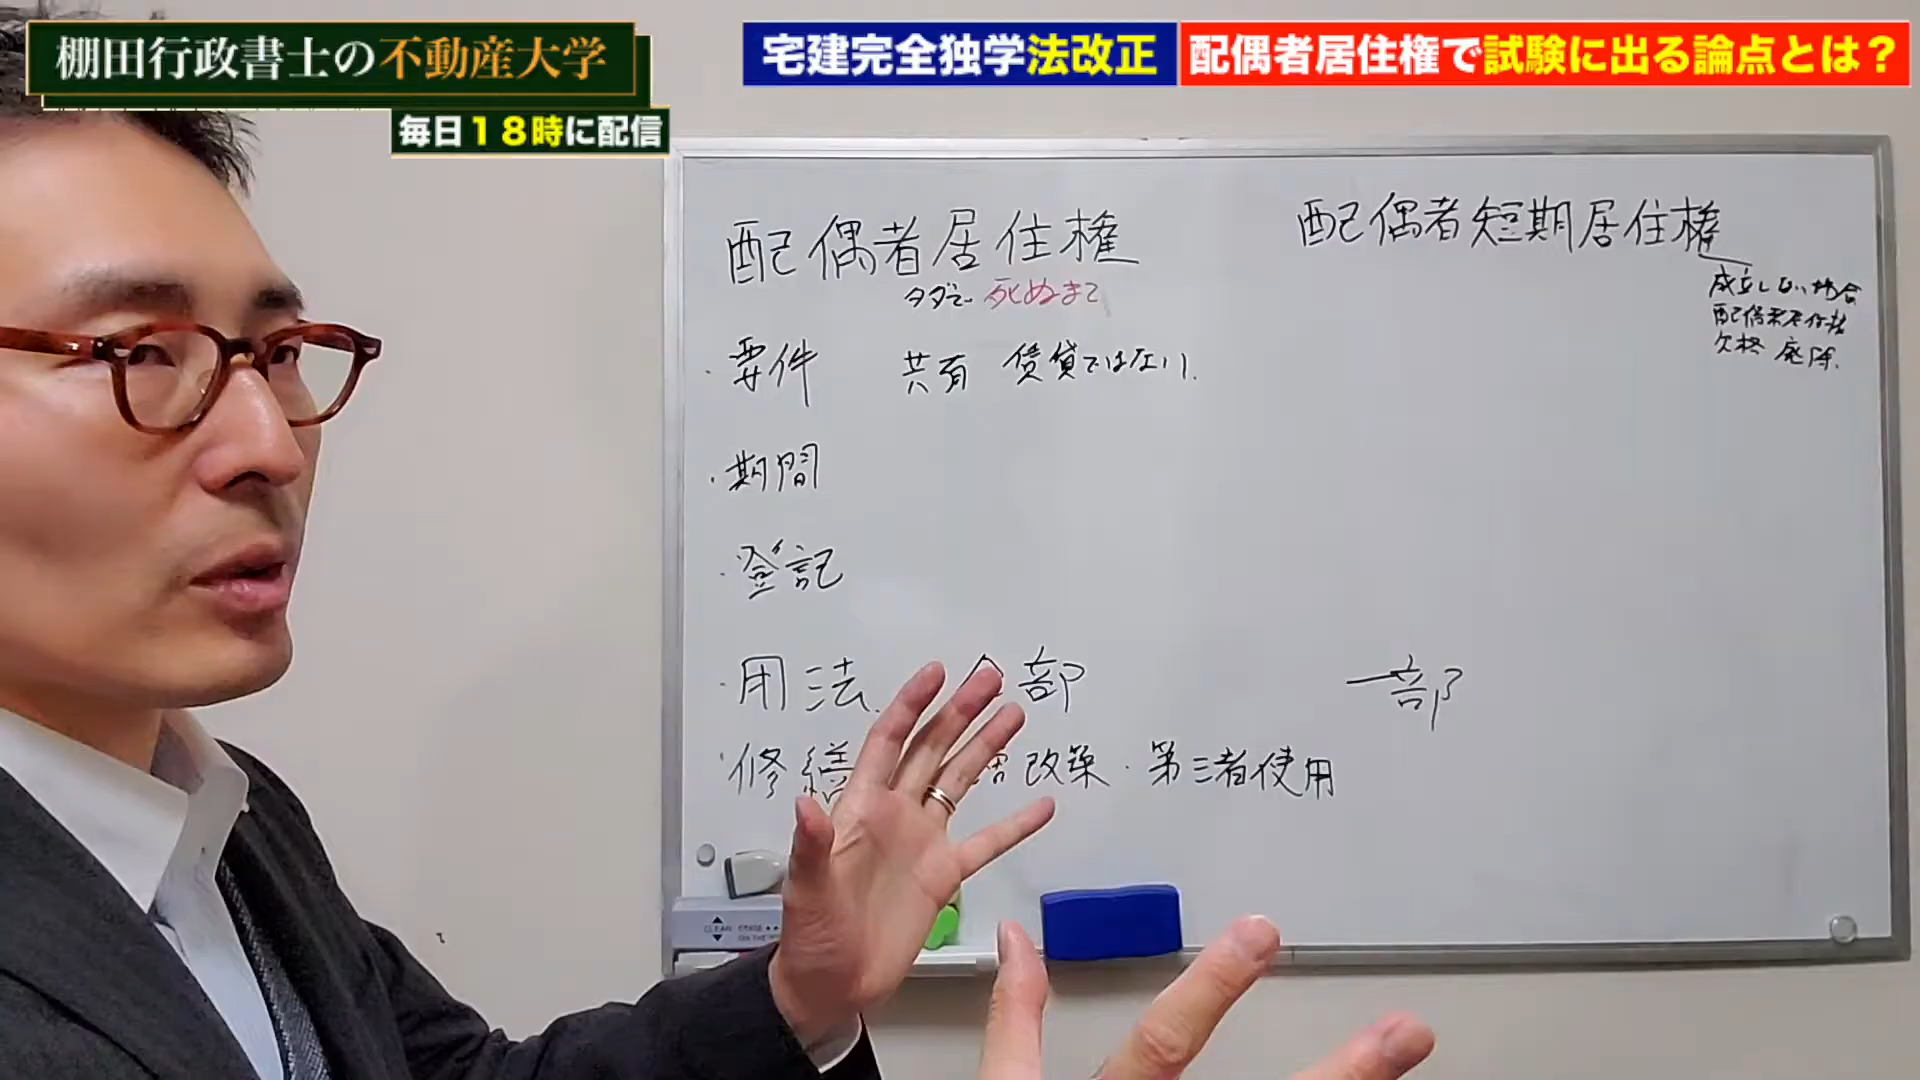 棚田行政書士の不動産大学
毎日18時に配信
宅建完全独学法改正
配偶者居住権で試験に出る論点とは？
配偶者居住権
タダで 死ぬまで
・要件 共有 賃貸ではない.
・期間
・登記
・用法. 全部
・修繕 改築・第三者使用
配偶者短期居住権
成立しない場合
配偶者居住権
欠格 廃除.
一部
CLEAN